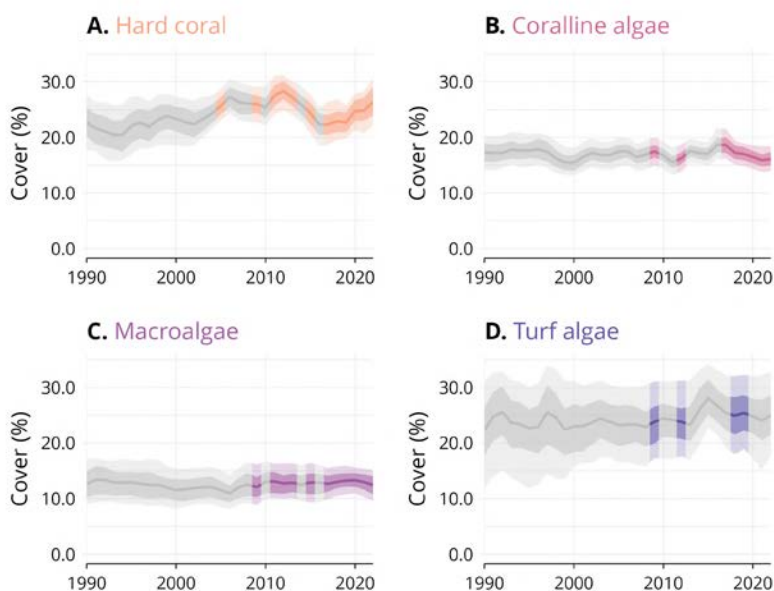 A. Hard coral
Cover (%)
30.0
20.0
10.0
0.0
1990 2000 2010 2020
B. Coralline algae
Cover (%)
30.0
20.0
10.0
0.0
1990 2000 2010 2020
C. Macroalgae
Cover (%)
30.0
20.0
10.0
0.0
1990 2000 2010 2020
D. Turf algae
Cover (%)
30.0
20.0
10.0
0.0
1990 2000 2010 2020